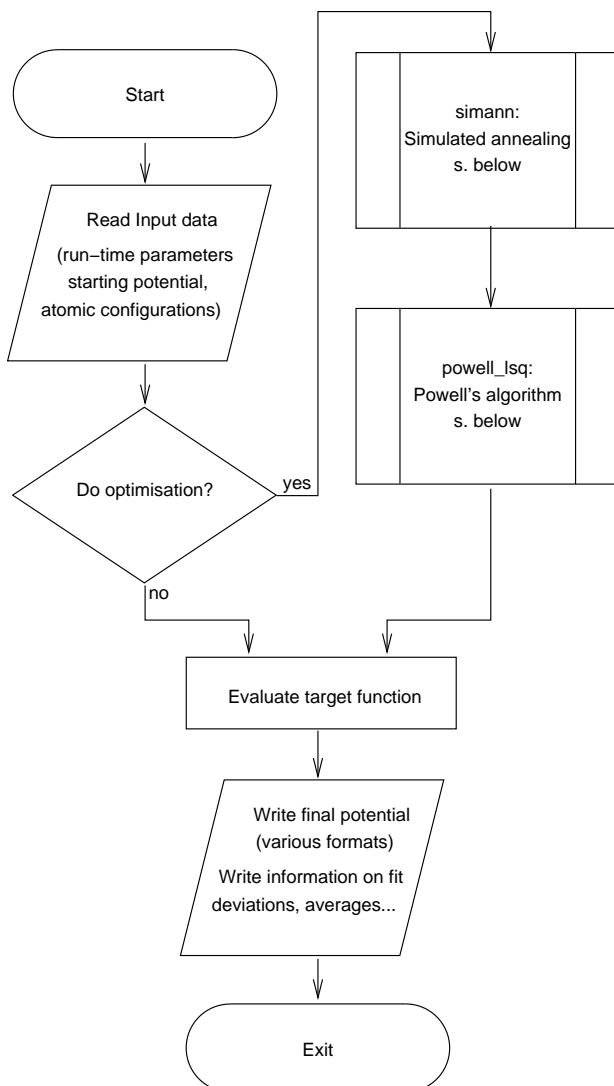 Start
Read Input data
(run−time parameters
starting potential,
atomic configurations)
Do optimisation?
yes
no
simann:
Simulated annealing
s. below
powell_lsq:
Powell's algorithm
s. below
Evaluate target function
Write final potential
(various formats)
Write information on fit
deviations, averages...
Exit